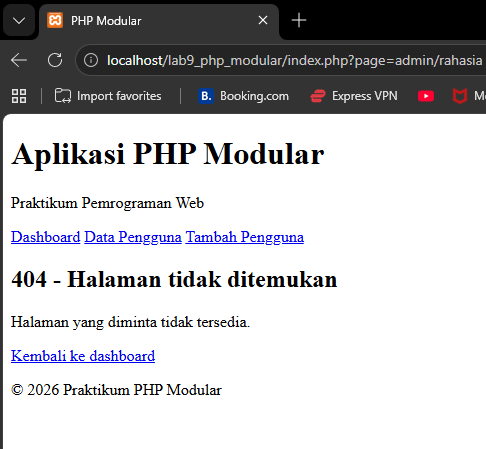 PHP Modular
localhost/lab9_php_modular/index.php?page=admin/rahasia
Import favorites
B. Booking.com
Express VPN
Aplikasi PHP Modular
Praktikum Pemrograman Web
Dashboard Data Pengguna Tambah Pengguna
404 - Halaman tidak ditemukan
Halaman yang diminta tidak tersedia.
Kembali ke dashboard
© 2026 Praktikum PHP Modular